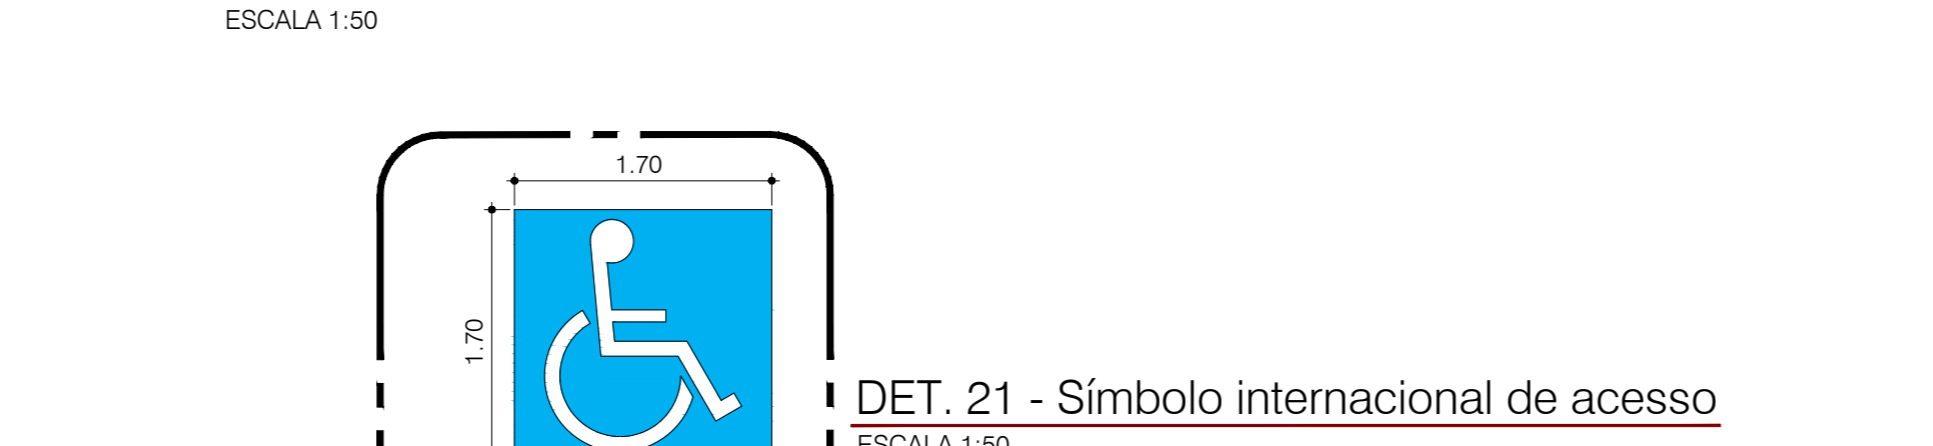 ESCALA 1:50
1.70
1.70
DET. 21 - Símbolo internacional de acesso
ESCALA 1:50